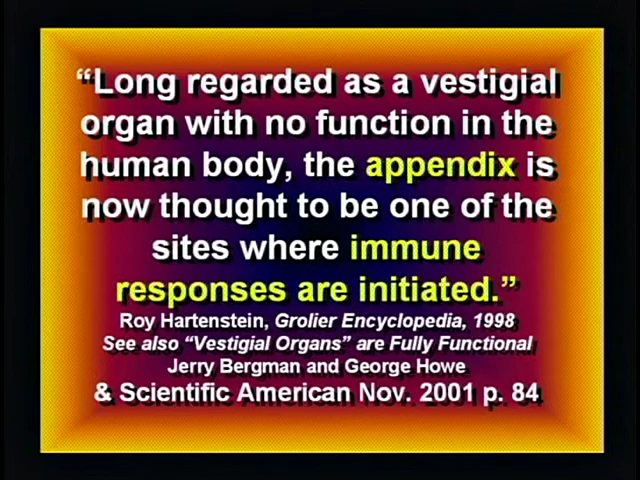 “Long regarded as a vestigial
organ with no function in the
human body, the appendix is
now thought to be one of the
sites where immune
responses are initiated.”
Roy Hartenstein, Grolier Encyclopedia, 1998
See also “Vestigial Organs” are Fully Functional
Jerry Bergman and George Howe
& Scientific American Nov. 2001 p. 84